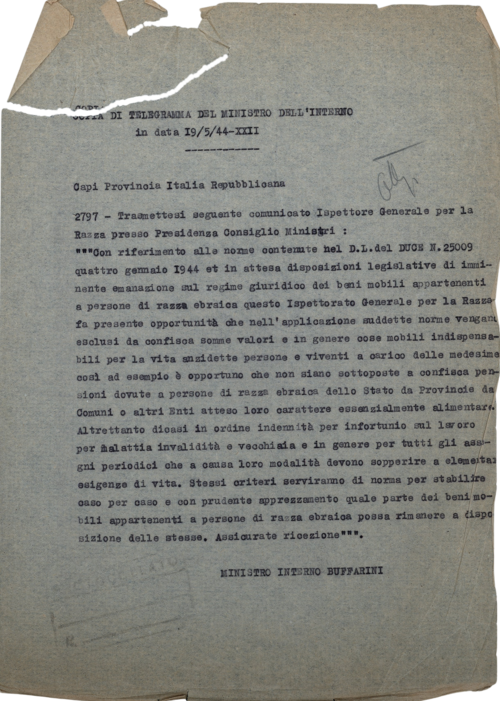 COPIA DI TELEGRAMMA DEL MINISTRO DELL'INTERNO
in data I9/5/44-XXII
------------
Capi Provincia Italia Repubblicana
2797 - Trasmettesi seguente comunicato Ispettore Generale per la
Razza presso Presidenza Consiglio Ministri :
"""Con riferimento alle norme contenute nel D.L.del DUCE N.25009
quattro gennaio 1944 et in attesa disposizioni legislative di immi-
nente emanazione sul regime giuridico dei beni mobili appartenenti
a persone di razza ebraica questo Ispettorato Generale per la Razza
fa presente opportunità che nell'applicazione suddette norme vengano
esclusi da confisca somme valori e in genere cose mobili indispensa-
bili per la vita anzidette persone e viventi a carico delle medesime
così ad esempio è opportuno che non siano sottoposte a confisca pen-
sioni dovute a persone di razza ebraica dello Stato da Provincie da
Comuni o altri Enti atteso loro carattere essenzialmente alimentare.
Altrettanto dicasi in ordine indennità per infortunio sul lavoro
per malattia invalidità e vecchiaia e in genere per tutti gli asse-
gni periodici che a causa loro modalità devono sopperire a elementari
esigenze di vita. Stessi criteri serviranno di norma per stabilire
caso per caso e con prudente apprezzamento quale parte dei beni mo-
bili appartenenti a persone di razza ebraica possa rimanere a dispo
sizione delle stesse. Assicurate ricezione""".
MINISTRO INTERNO BUFFARINI